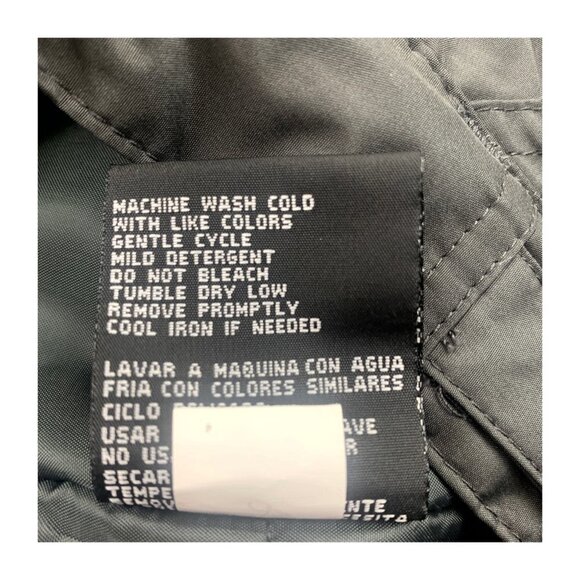 MACHINE WASH COLD
WITH LIKE COLORS
GENTLE CYCLE
MILD DETERGENT
DO NOT BLEACH
TUMBLE DRY LOW
REMOVE PROMPTLY
COOL IRON IF NEEDED
LAVAR A MAQUINA CON AGUA
FRIA CON COLORES SIMILARES
CICLO
USAR
NO
SECAR